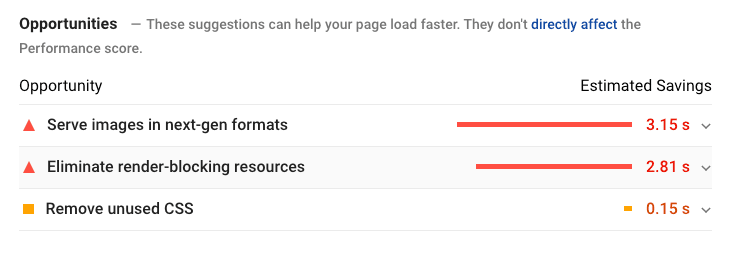 Opportunities — These suggestions can help your page load faster. They don't directly affect the
Performance score.
Opportunity Estimated Savings
Serve images in next-gen formats 3.15 s
Eliminate render-blocking resources 2.81 s
Remove unused CSS 0.15 s